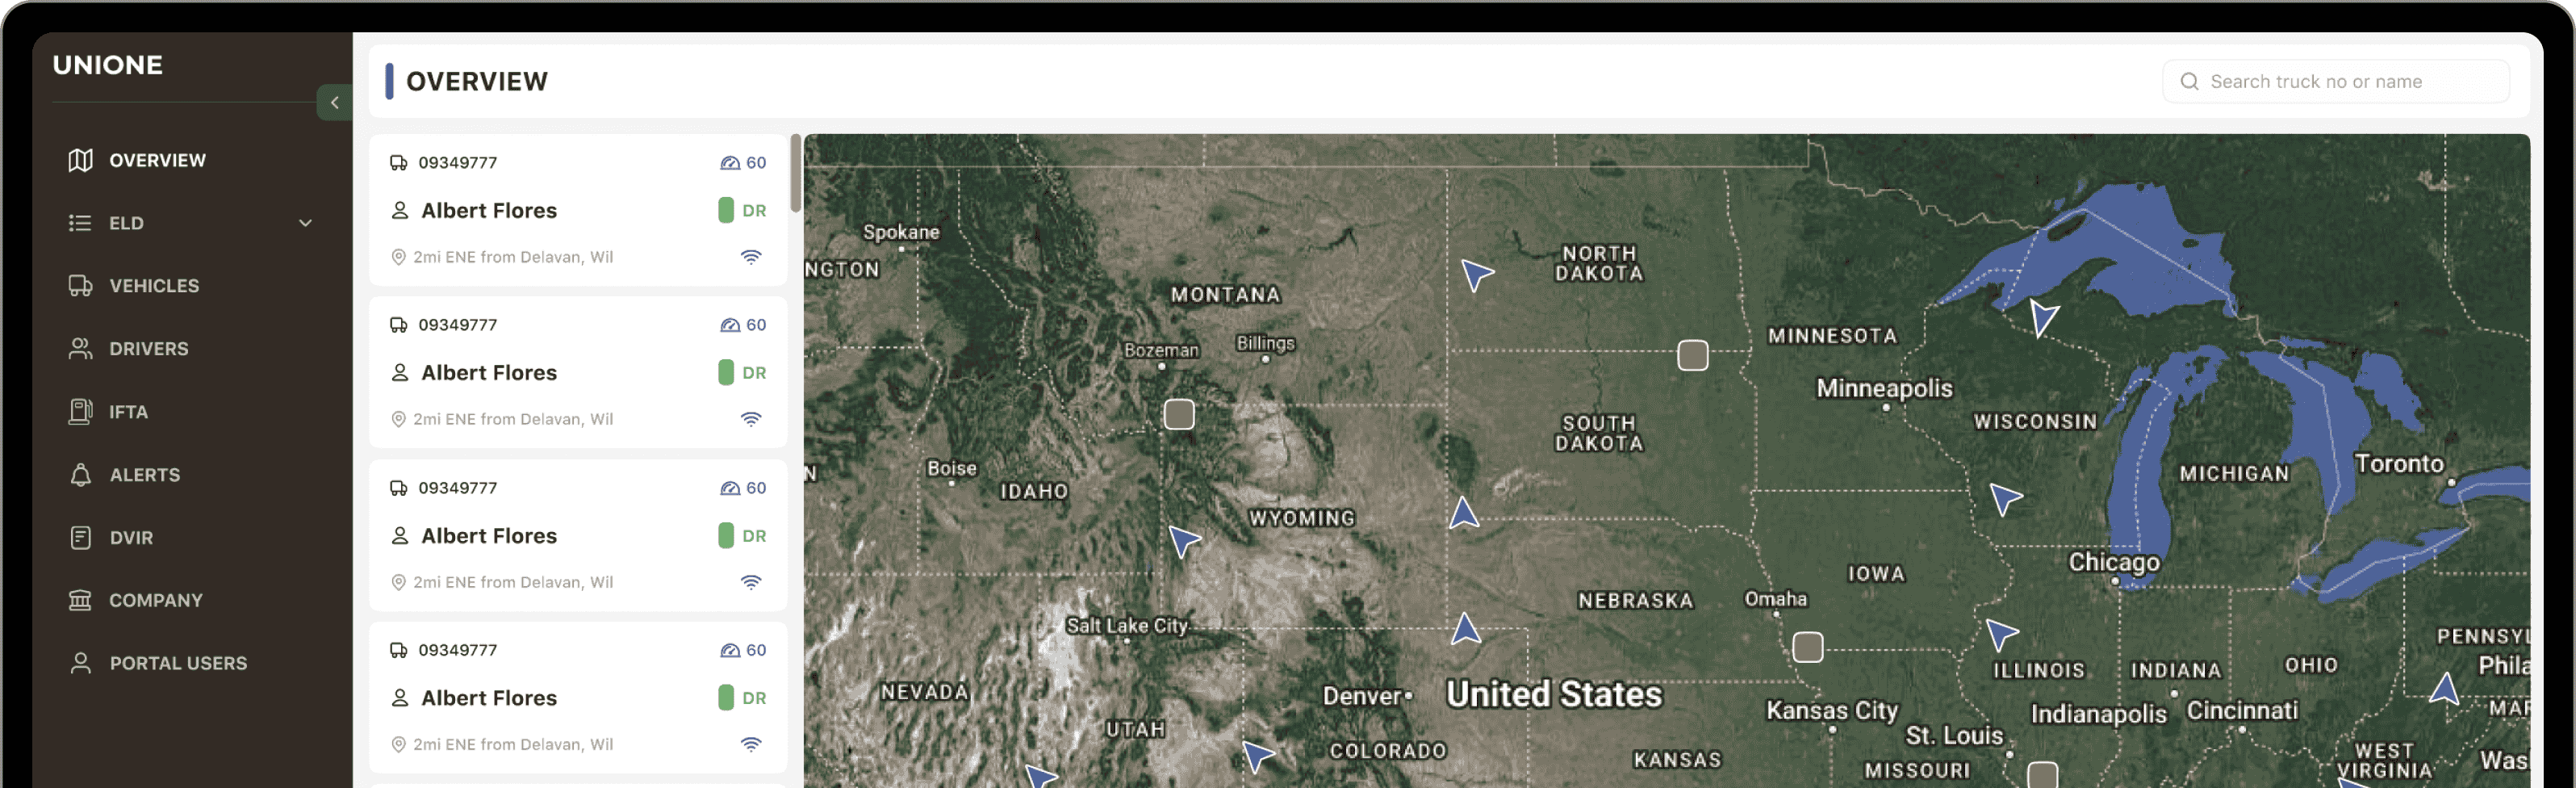 UNIONE
OVERVIEW
ELD
VEHICLES
DRIVERS
IFTA
ALERTS
DVIR
COMPANY
PORTAL USERS
OVERVIEW
Search truck no or name
09349777
60
Albert Flores
DR
2mi ENE from Delavan, Wil
09349777
60
Albert Flores
DR
2mi ENE from Delavan, Wil
09349777
60
Albert Flores
DR
2mi ENE from Delavan, Wil
09349777
60
Albert Flores
DR
2mi ENE from Delavan, Wil
Spokane
NGTON
MONTANA
NORTH
DAKOTA
Bozeman
Billings
MINNESOTA
Minneapolis
WISCONSIN
SOUTH
DAKOTA
N
Boise
IDAHO
WYOMING
MICHIGAN
Toronto
Chicago
IOWA
NEBRASKA
Omaha
Salt Lake City
NEVADA
UTAH
Denver
United States
COLORADO
KANSAS
Kansas City
St. Louis
MISSOURI
ILLINOIS
INDIANA
OHIO
Indianapolis
Cincinnati
PENNSYL
Phila
MAR
WEST
VIRGINIA
Was